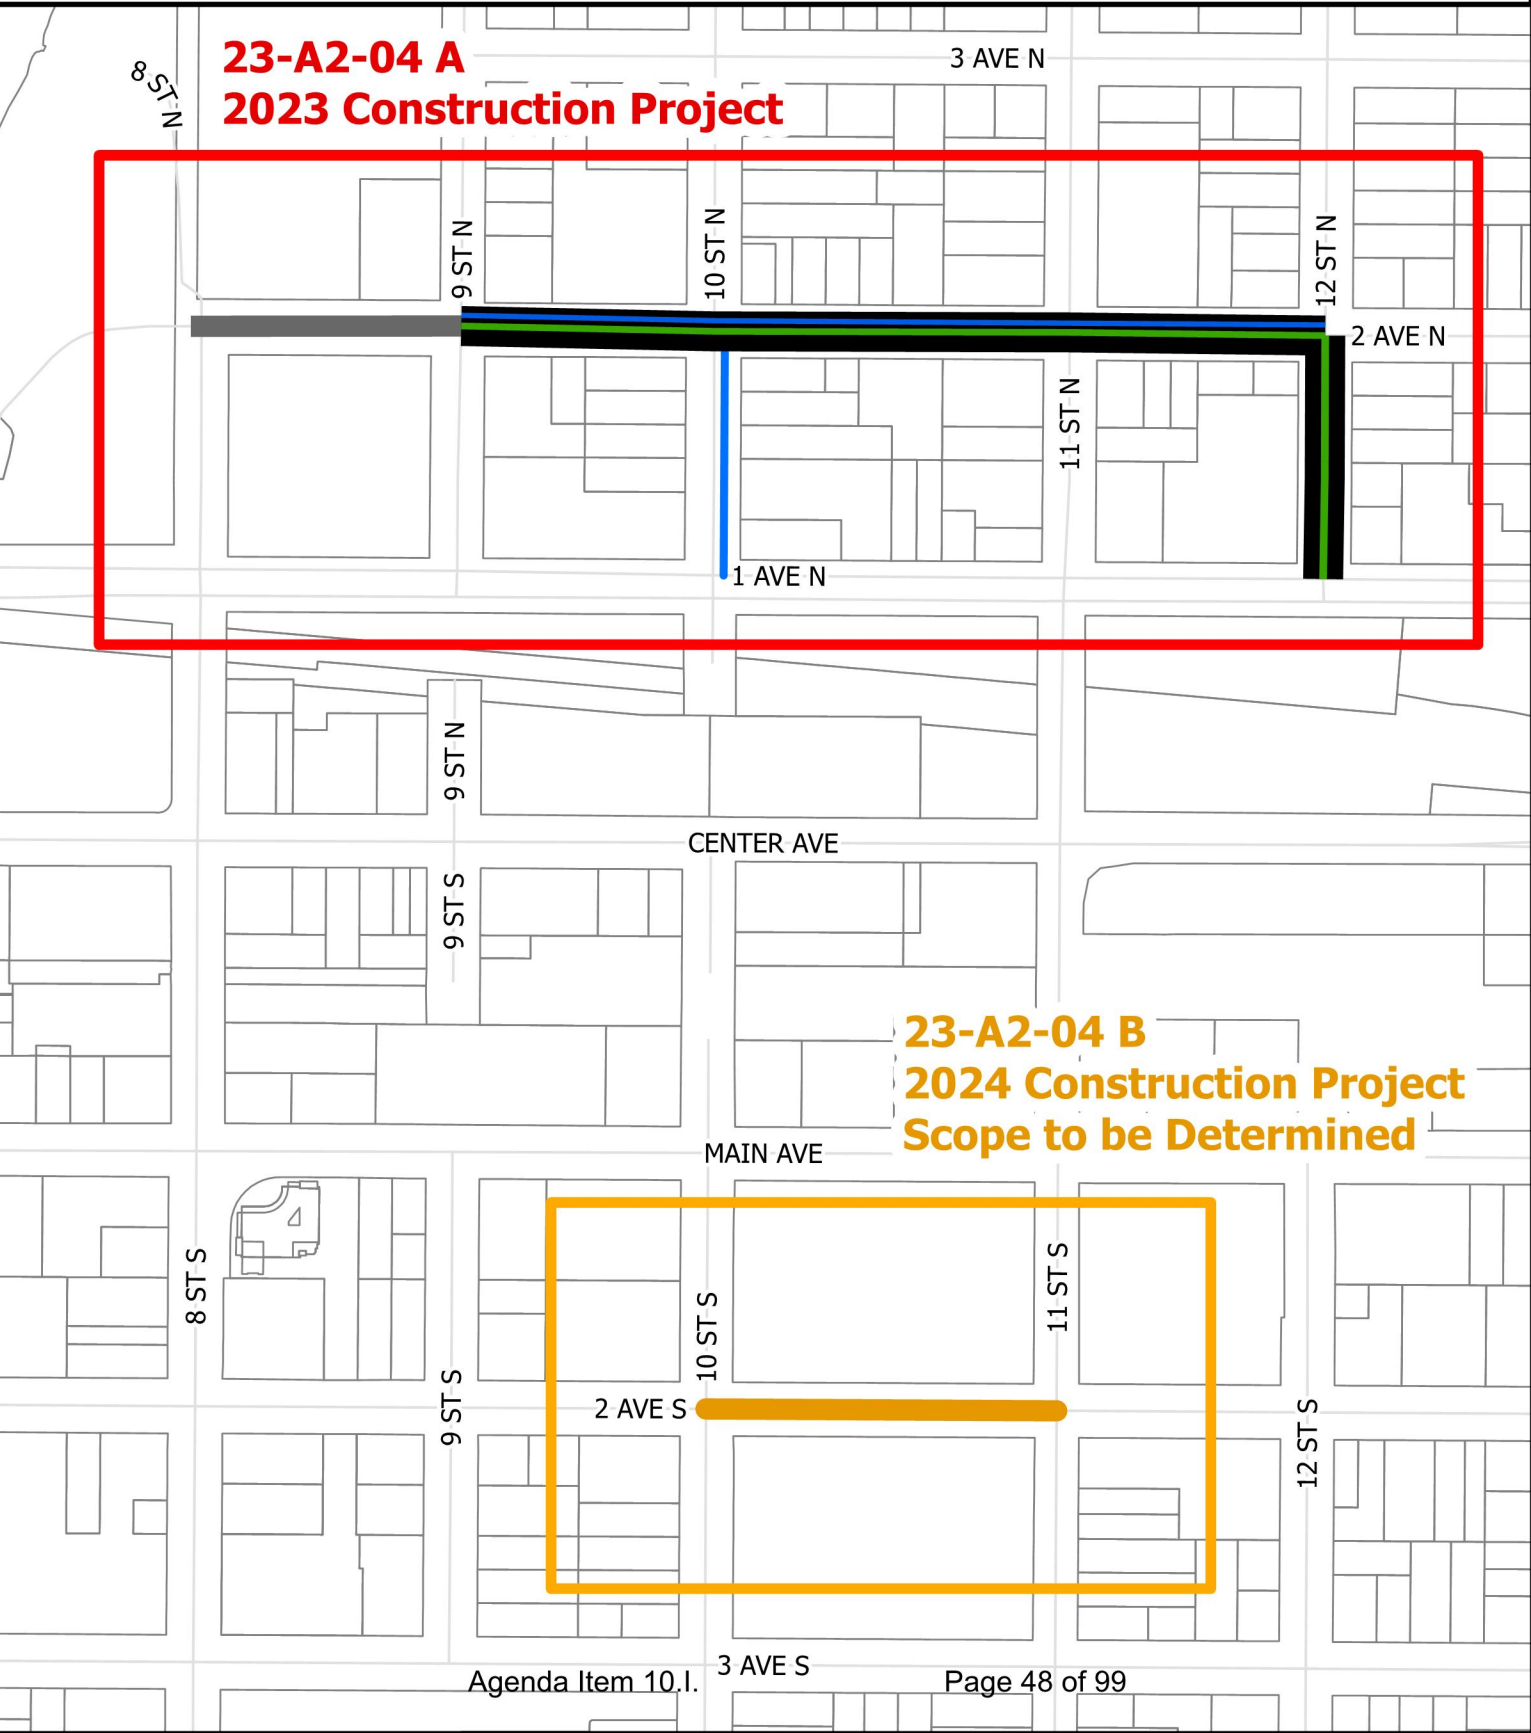 23-A2-04 A
2023 Construction Project
3 AVE N
8 ST N
9 ST N
10 ST N
12 ST N
2 AVE N
11 ST N
1 AVE N
9 ST N
CENTER AVE
9 ST S
23-A2-04 B
2024 Construction Project
Scope to be Determined
MAIN AVE
8 ST S
10 ST S
11 ST S
9 ST S
2 AVE S
12 ST S
3 AVE S
Agenda Item 10.I.
Page 48 of 99